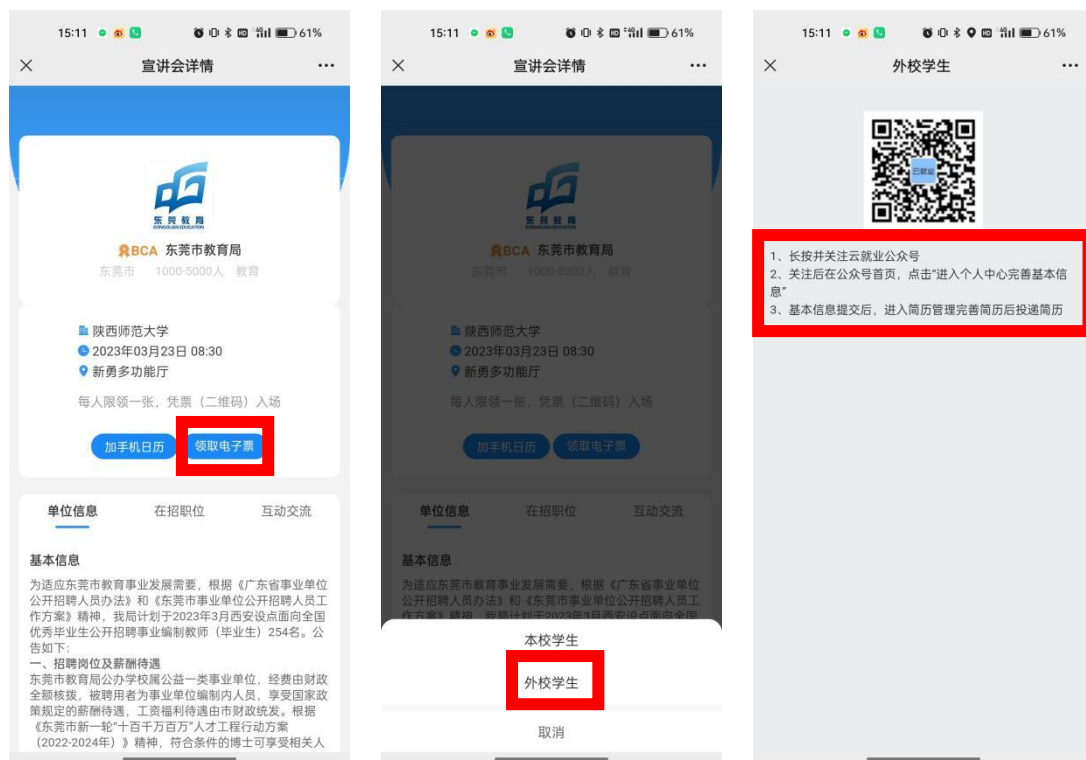 15:11
61%
宣讲会详情
东莞教育
DONGGUAN EDUCATION
BCA 东莞市教育局
东莞市 1000-5000人 教育
陕西师范大学
2023年03月23日 08:30
新勇多功能厅
每人限领一张，凭票（二维码）入场
加手机日历 领取电子票
单位信息 在招职位 互动交流
基本信息
为适应东莞市教育事业发展需要，根据《广东省事业单位
公开招聘人员办法》和《东莞市事业单位公开招聘人员工
作方案》精神，我局计划于2023年3月西安设点面向全国
优秀毕业生公开招聘事业编制教师（毕业生）254名。公
告如下：
一、招聘岗位及薪酬待遇
东莞市教育局公办学校属公益一类事业单位，经费由财政
全额核拨，被聘用者为事业单位编制内人员，享受国家政
策规定的薪酬待遇，工资福利待遇由市财政统发。根据
《东莞市新一轮“十百千万百万”人才工程行动方案
（2022-2024年）》精神，符合条件的博士可享受相关人
15:11
61%
宣讲会详情
东莞教育
DONGGUAN EDUCATION
BCA 东莞市教育局
东莞市 1000-5000人 教育
陕西师范大学
2023年03月23日 08:30
新勇多功能厅
每人限领一张，凭票（二维码）入场
加手机日历 领取电子票
单位信息 在招职位 互动交流
基本信息
为适应东莞市教育事业发展需要，根据《广东省事业单位
公开招聘人员办法》和《东莞市事业单位公开招聘人员工
作方案》精神，我局计划于2023年3月西安设点面向全国
本校学生
外校学生
取消
15:11
61%
外校学生
云就业
1、长按并关注云就业公众号
2、关注后在公众号首页，点击“进入个人中心完善基本信
息”
3、基本信息提交后，进入简历管理完善简历后投递简历